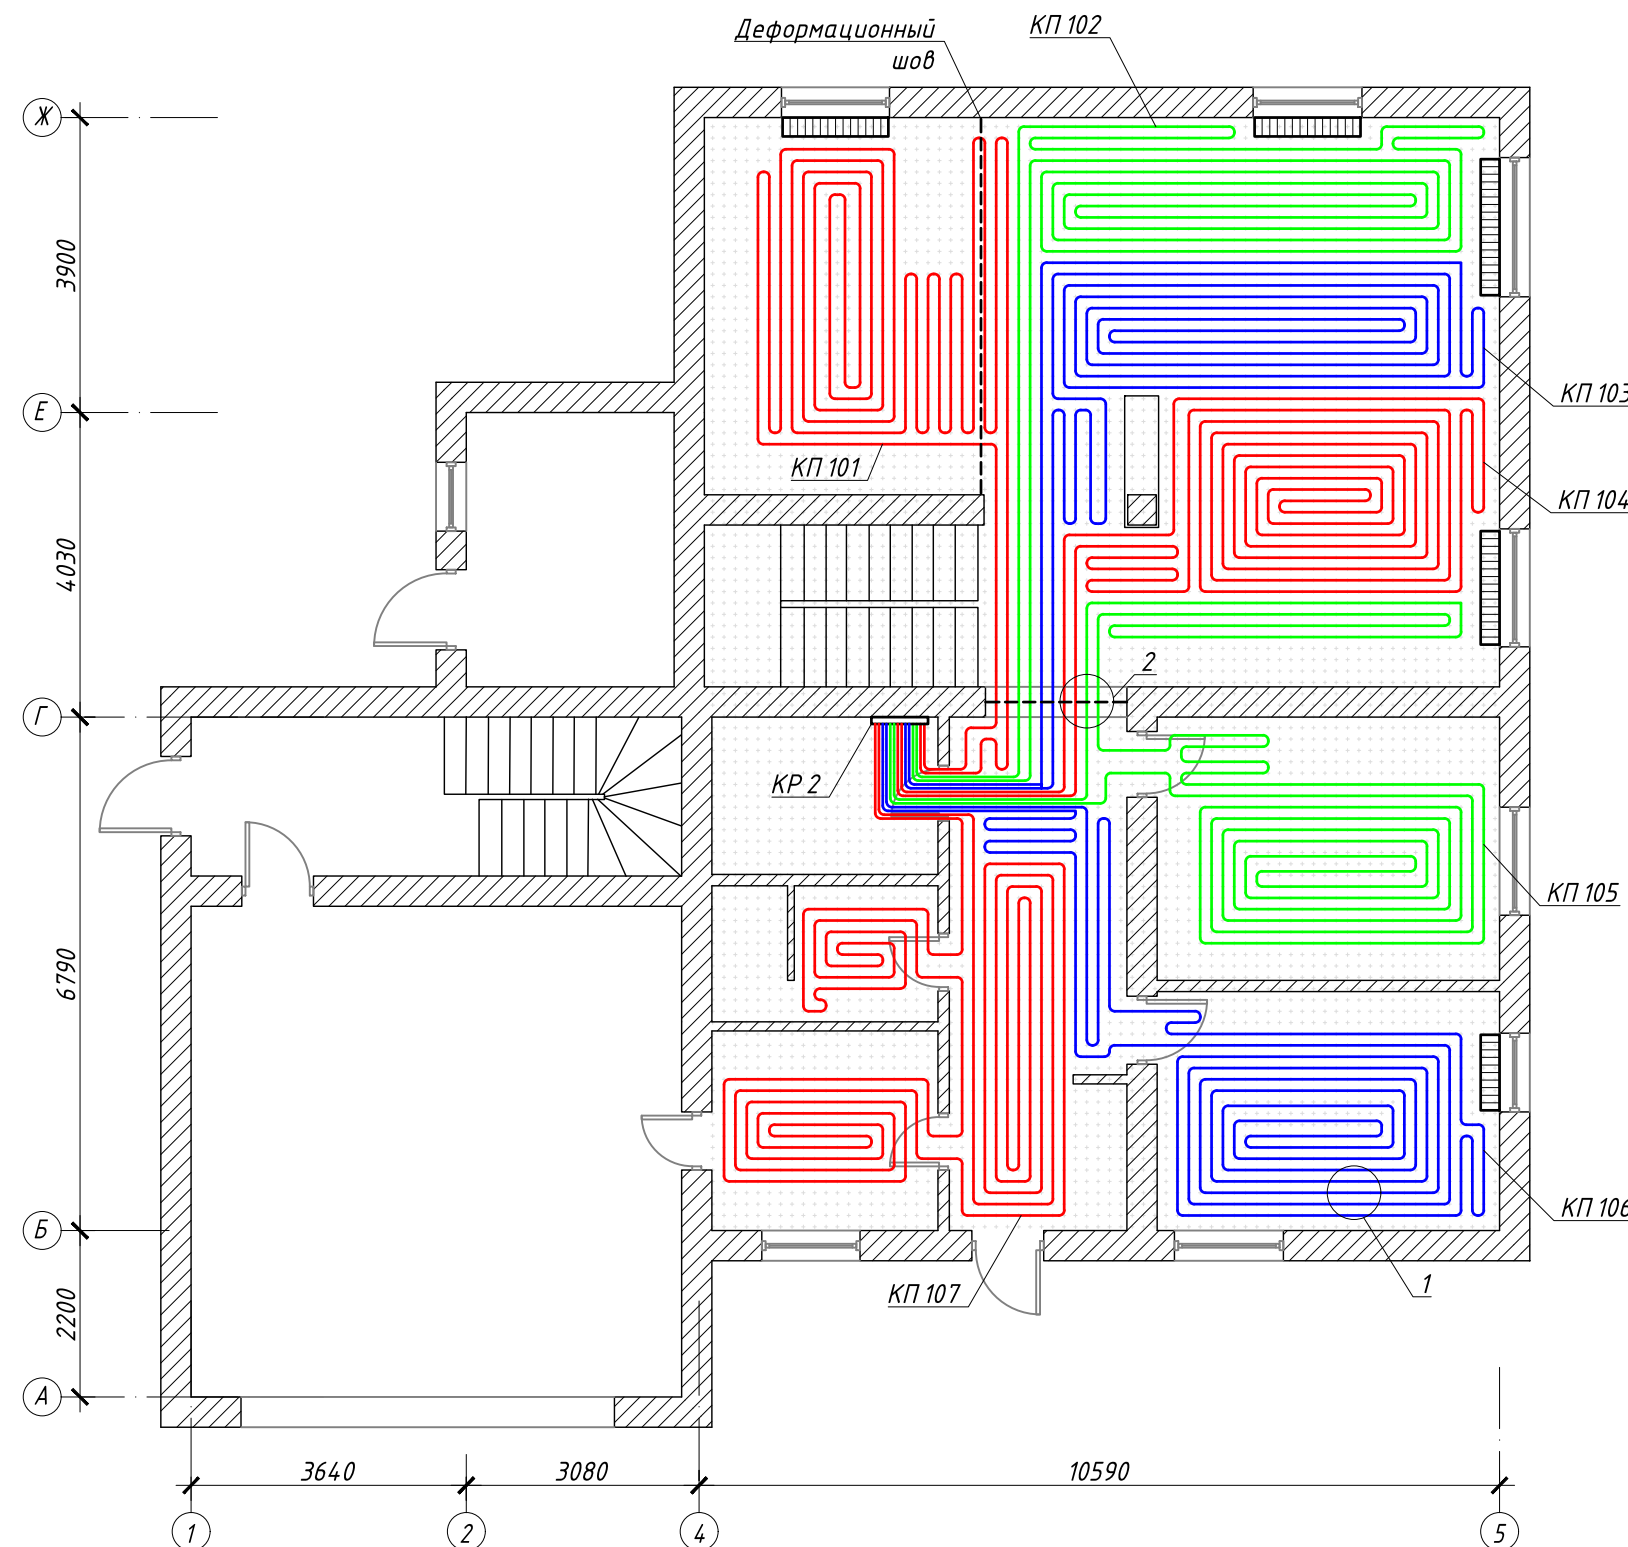 Деформационный
шов
КП 102
Ж
3900
КП 103
Е
КП 101
КП 104
4030
2
Г
КР 2
КП 105
6790
КП 106
Б
1
КП 107
2200
А
3640
3080
10590
1
2
4
5